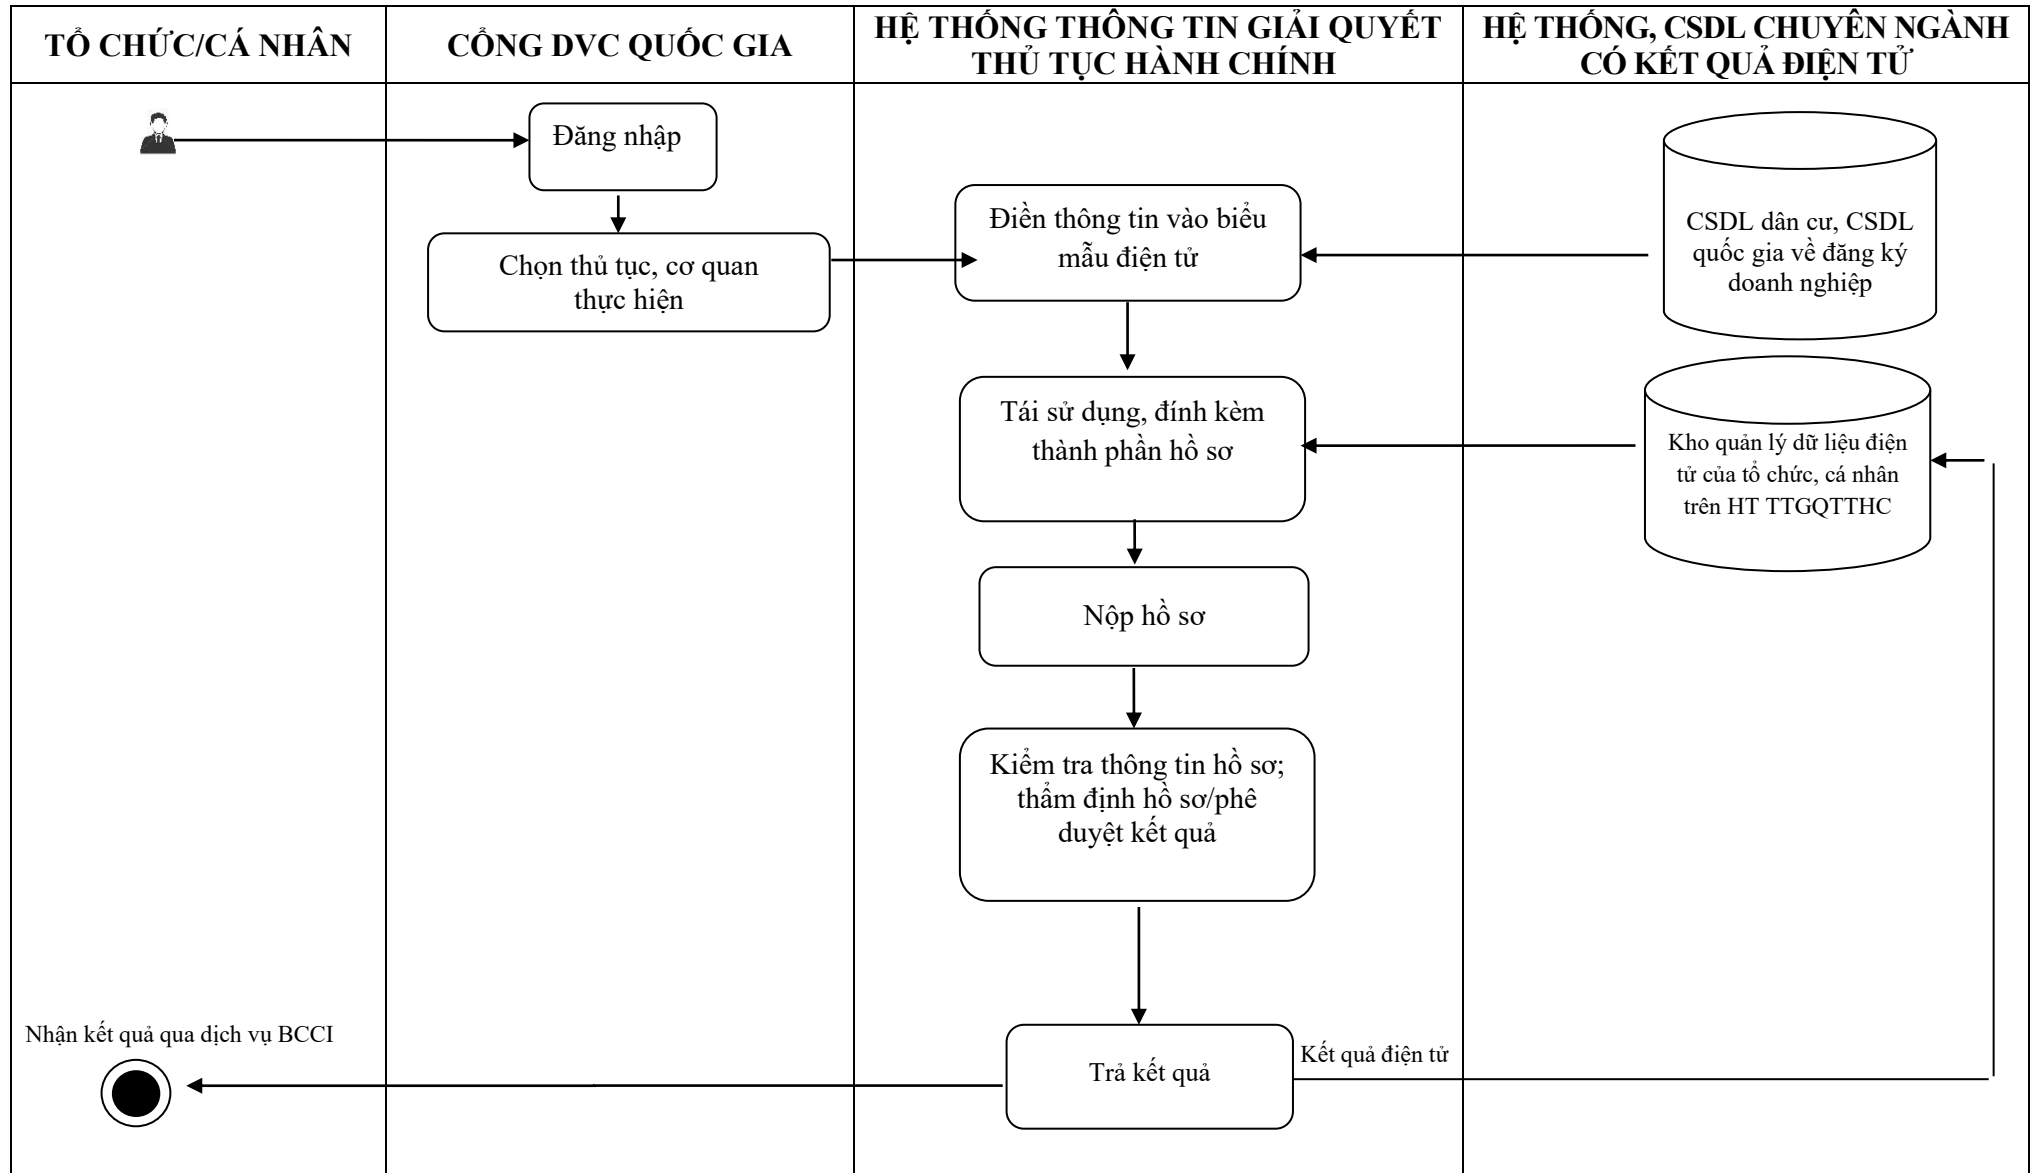 TỔ CHỨC/CÁ NHÂN
CỔNG DVC QUỐC GIA
HỆ THỐNG THÔNG TIN GIẢI QUYẾT
THỦ TỤC HÀNH CHÍNH
HỆ THỐNG, CSDL CHUYÊN NGÀNH
CÓ KẾT QUẢ ĐIỆN TỬ
Đăng nhập
Chọn thủ tục, cơ quan
thực hiện
Điền thông tin vào biểu
mẫu điện tử
CSDL dân cư, CSDL
quốc gia về đăng ký
doanh nghiệp
Tái sử dụng, đính kèm
thành phần hồ sơ
Kho quản lý dữ liệu điện
tử của tổ chức, cá nhân
trên HT TTGQTTHC
Nộp hồ sơ
Kiểm tra thông tin hồ sơ;
thẩm định hồ sơ/phê
duyệt kết quả
Nhận kết quả qua dịch vụ BCCI
Trả kết quả
Kết quả điện tử